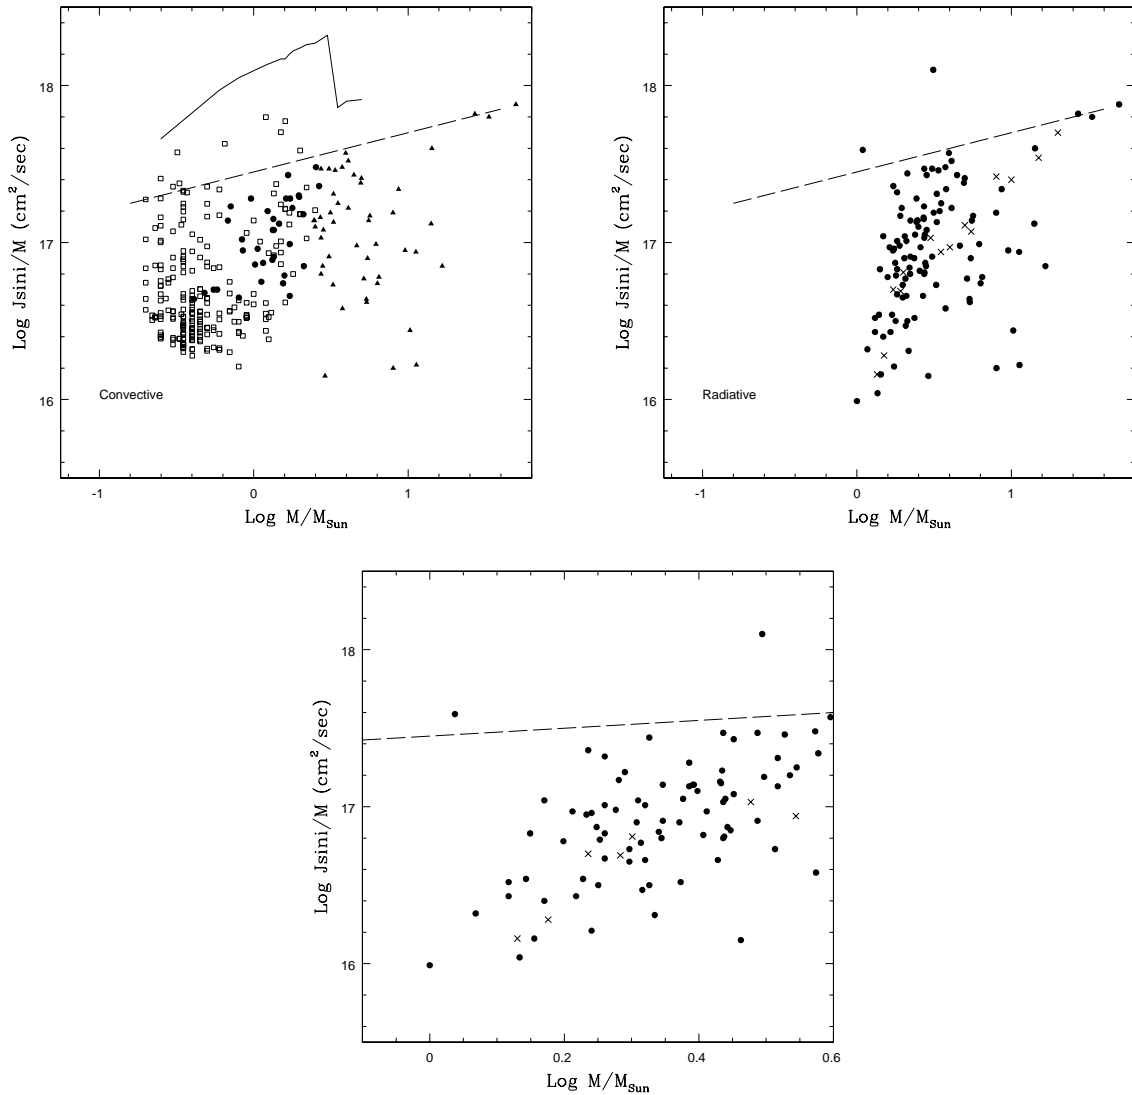 18
17
16
Log Jsini/M (cm²/sec)
Convective
-1
0
1
Log M/M_Sun
18
17
16
Log Jsini/M (cm²/sec)
Radiative
-1
0
1
Log M/M_Sun
18
17
16
Log Jsini/M (cm²/sec)
0
0.2
0.4
0.6
Log M/M_Sun